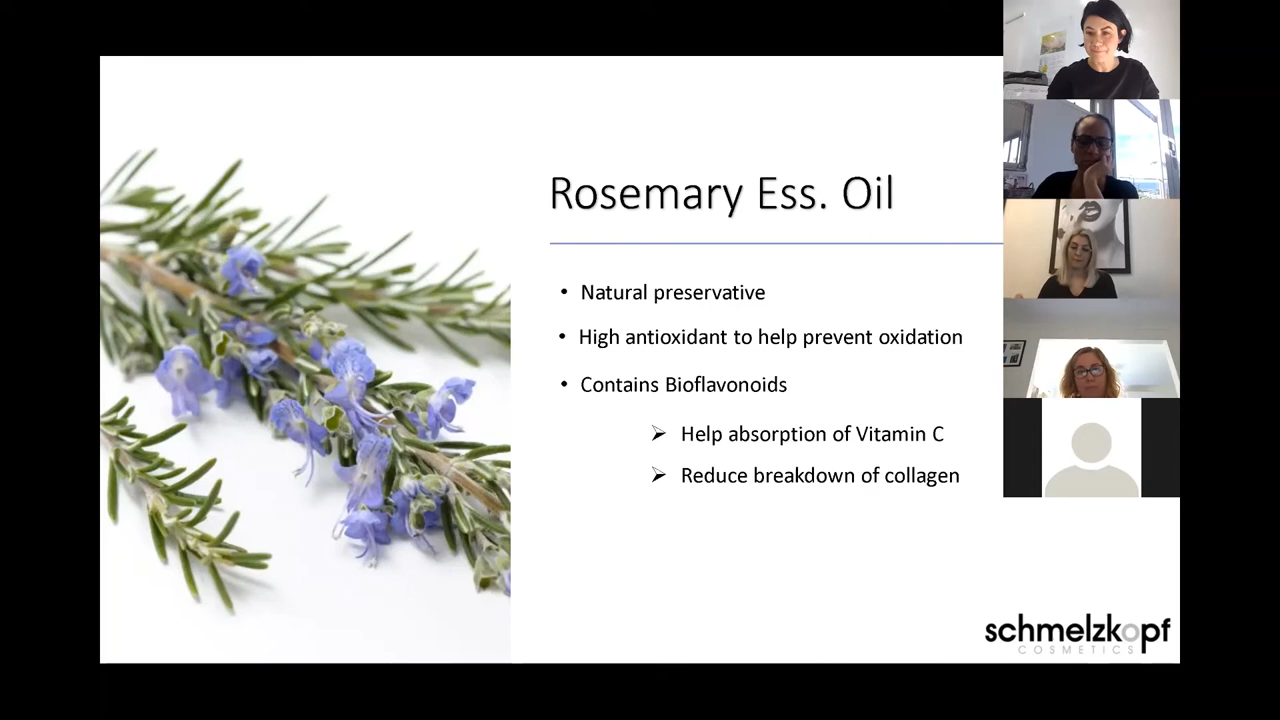 Rosemary Ess. Oil
• Natural preservative
• High antioxidant to help prevent oxidation
• Contains Bioflavonoids
➢ Help absorption of Vitamin C
➢ Reduce breakdown of collagen
schmelzkopf
COSMETICS